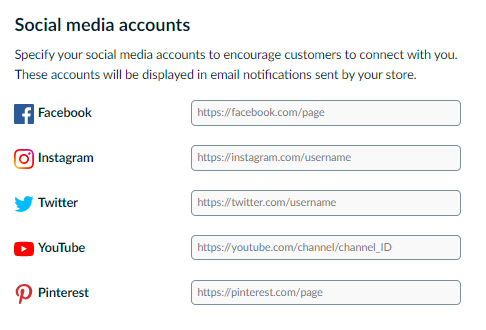 Social media accounts
Specify your social media accounts to encourage customers to connect with you.
These accounts will be displayed in email notifications sent by your store.
Facebook https://facebook.com/page
Instagram https://instagram.com/username
Twitter https://twitter.com/username
YouTube https://youtube.com/channel/channel_ID
Pinterest https://pinterest.com/page